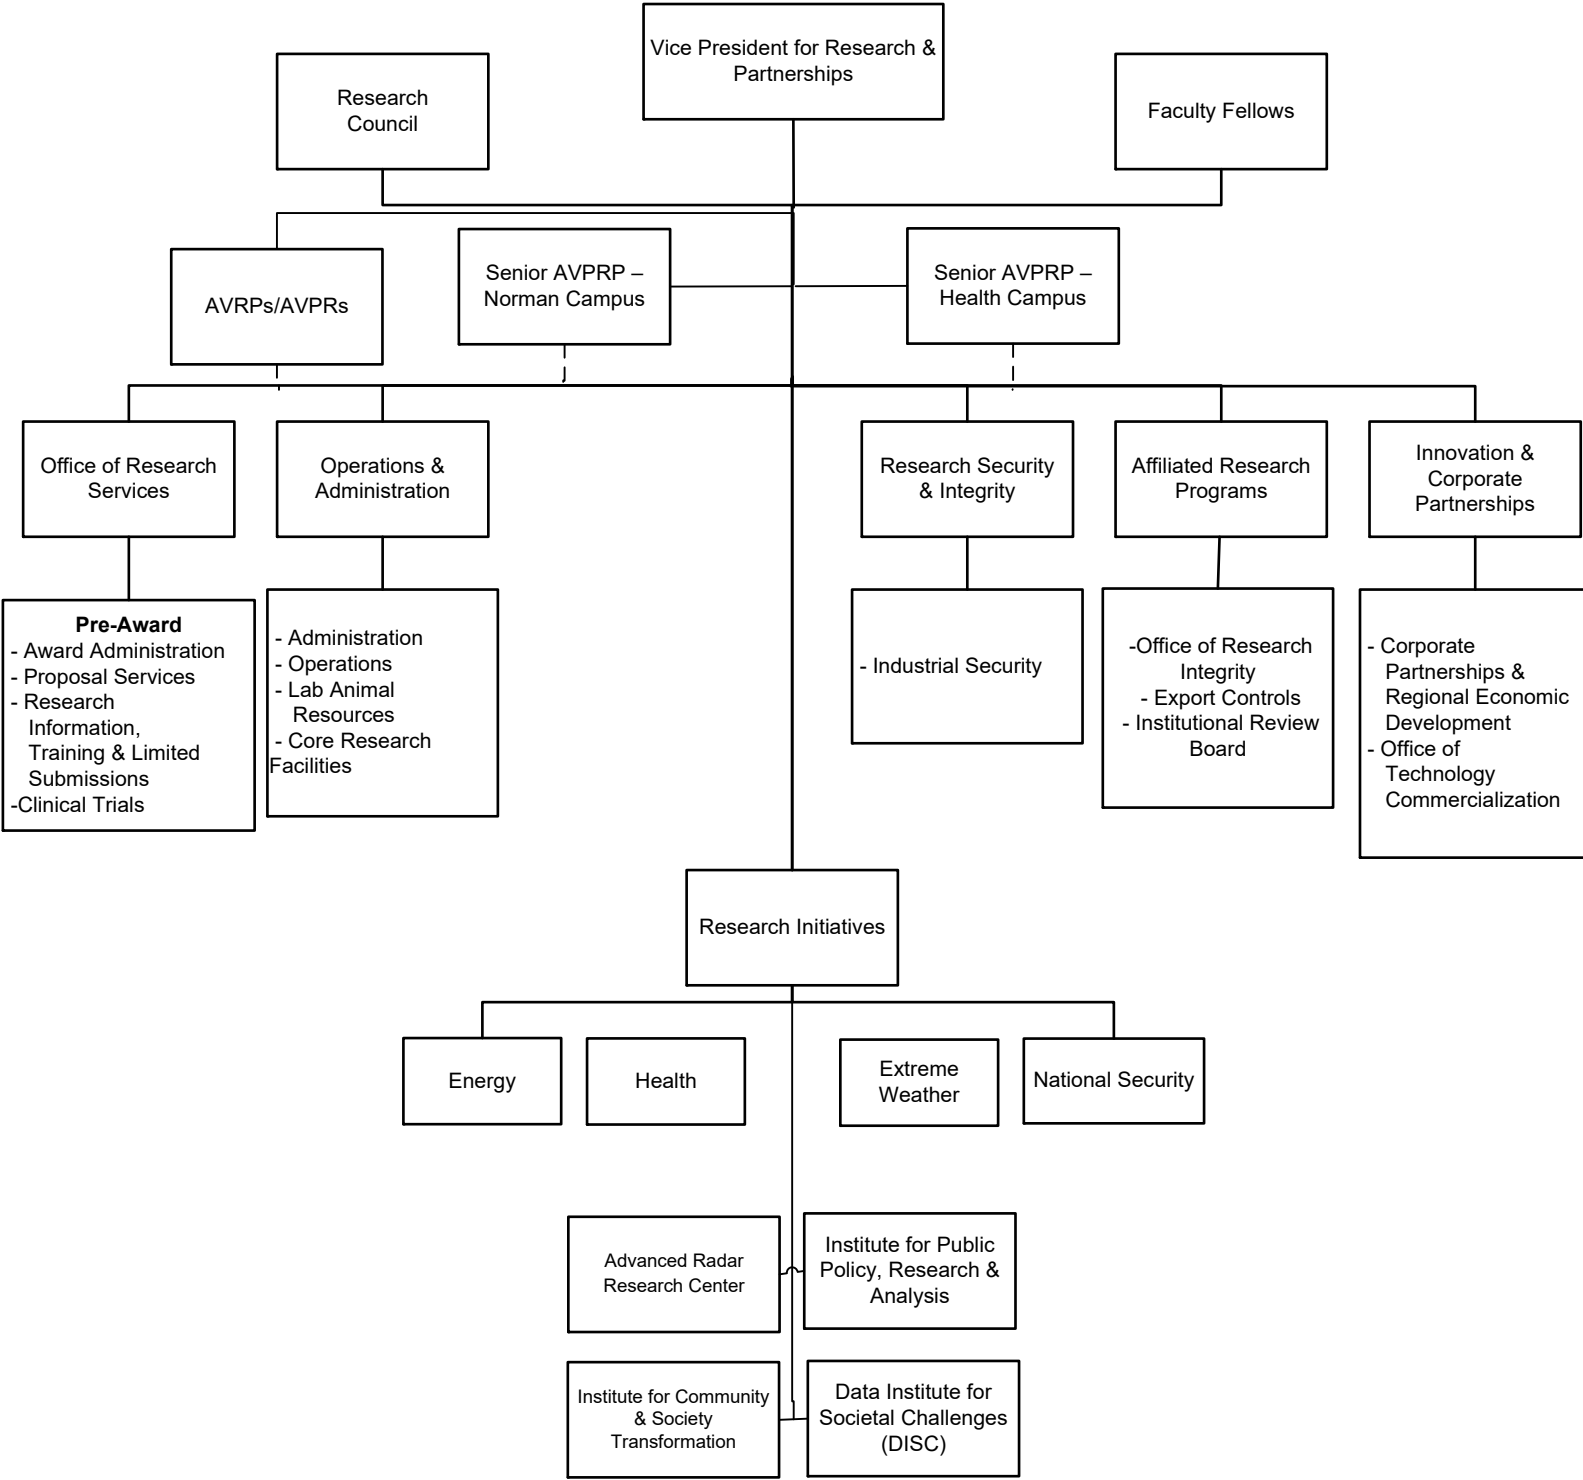 Vice President for Research &
Partnerships
Research
Council
Faculty Fellows
AVRPs/AVPRs
Senior AVPRP –
Norman Campus
Senior AVPRP –
Health Campus
Office of Research
Services
Operations &
Administration
Research Security
& Integrity
Affiliated Research
Programs
Innovation &
Corporate
Partnerships
Pre-Award
- Award Administration
- Proposal Services
- Research
Information,
Training & Limited
Submissions
-Clinical Trials
- Administration
- Operations
- Lab Animal
Resources
- Core Research
Facilities
- Industrial Security
-Office of Research
Integrity
- Export Controls
- Institutional Review
Board
- Corporate
Partnerships &
Regional Economic
Development
- Office of
Technology
Commercialization
Research Initiatives
Energy
Health
Extreme
Weather
National Security
Advanced Radar
Research Center
Institute for Public
Policy, Research &
Analysis
Institute for Community
& Society
Transformation
Data Institute for
Societal Challenges
(DISC)